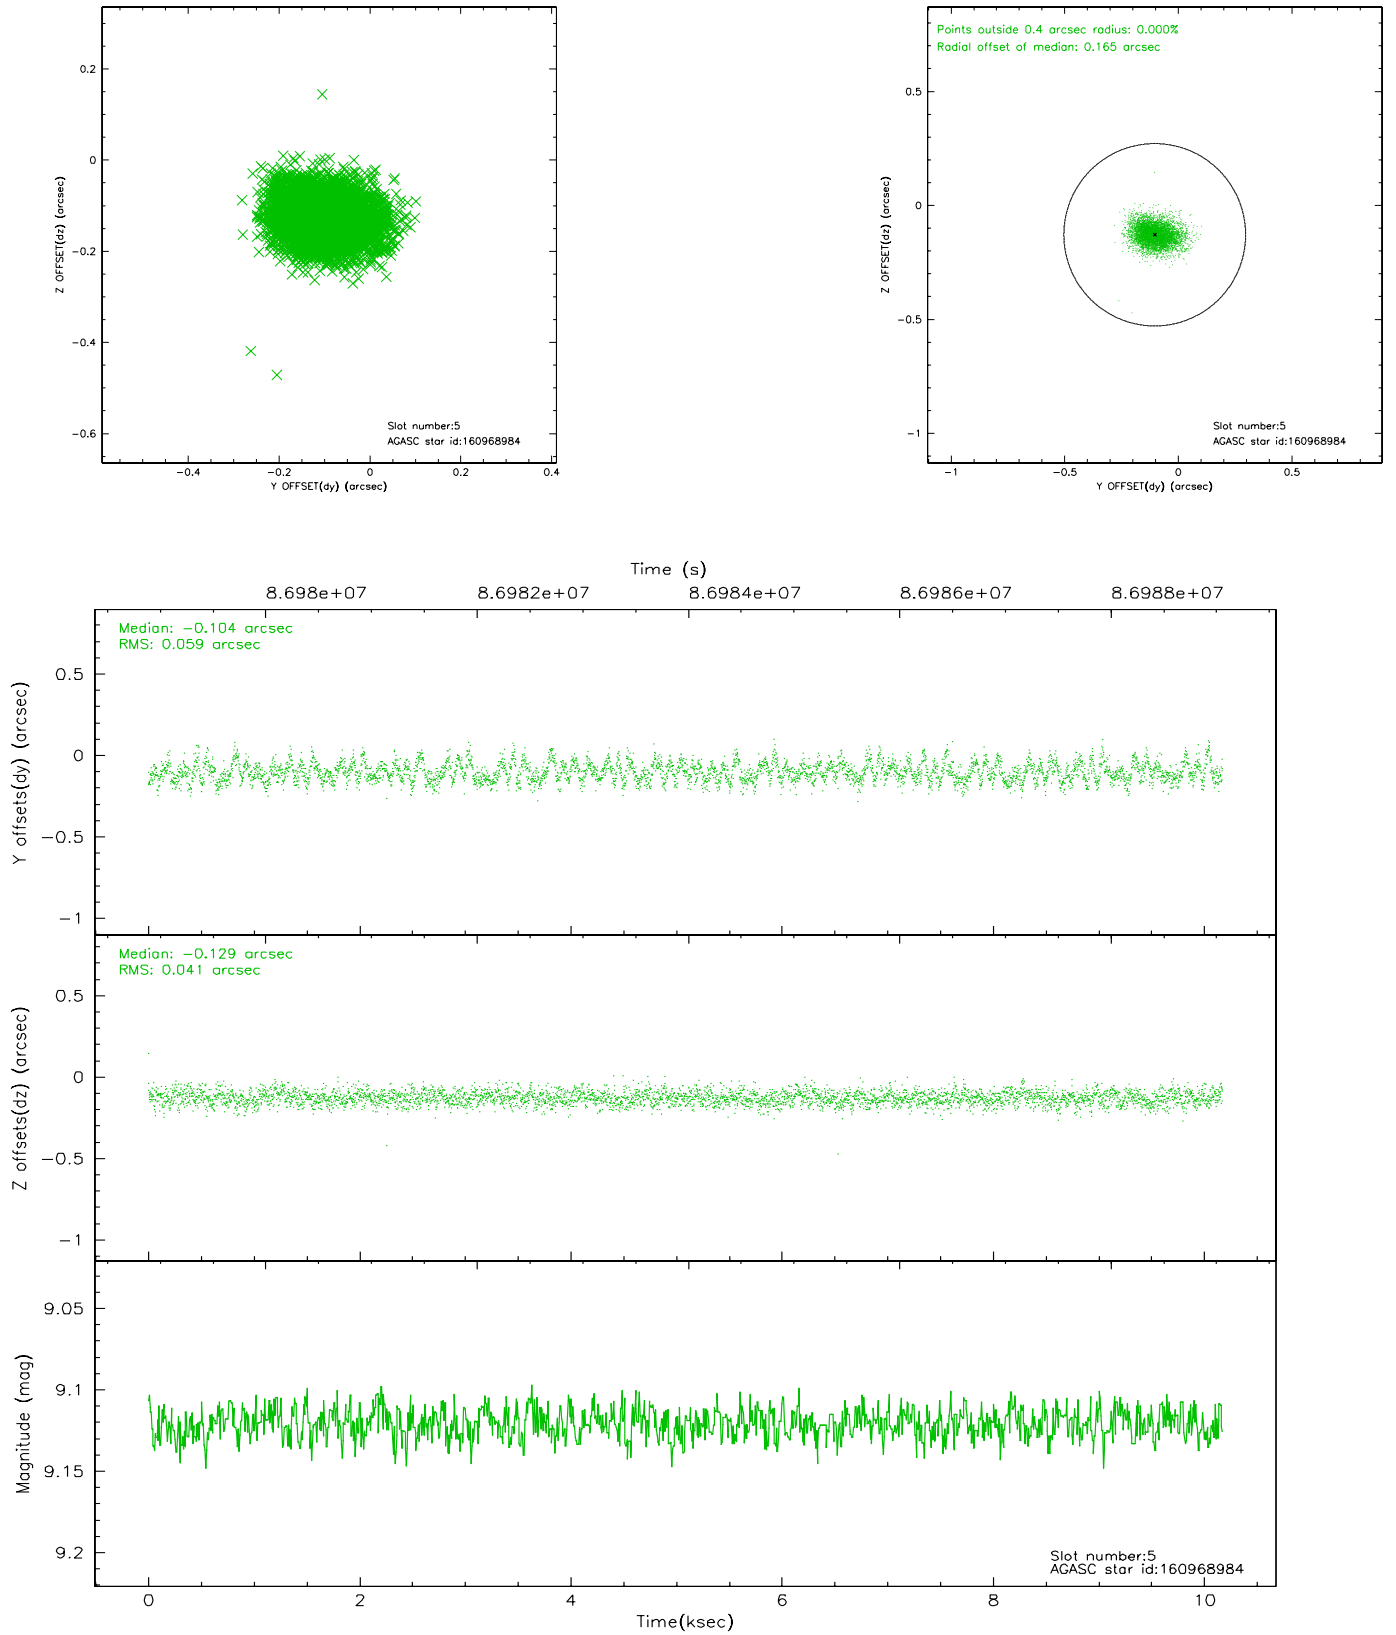 0.2
0
−0.2
−0.4
−0.6
Z OFFSET(dz) (arcsec)
−0.4
−0.2
0
0.2
0.4
Y OFFSET(dy) (arcsec)
Slot number:5
AGASC star id:160968984
Points outside 0.4 arcsec radius: 0.000%
Radial offset of median: 0.165 arcsec
0.5
0
−0.5
−1
Z OFFSET(dz) (arcsec)
−1
−0.5
0
0.5
Y OFFSET(dy) (arcsec)
Slot number:5
AGASC star id:160968984
Time (s)
8.698e+07
8.6982e+07
8.6984e+07
8.6986e+07
8.6988e+07
Median: −0.104 arcsec
RMS: 0.059 arcsec
0.5
0
−0.5
−1
Y offsets(dy) (arcsec)
Median: −0.129 arcsec
RMS: 0.041 arcsec
0.5
0
−0.5
−1
Z offsets(dz) (arcsec)
9.05
9.1
9.15
9.2
Magnitude (mag)
Slot number:5
AGASC star id:160968984
0
2
4
6
8
10
Time(ksec)